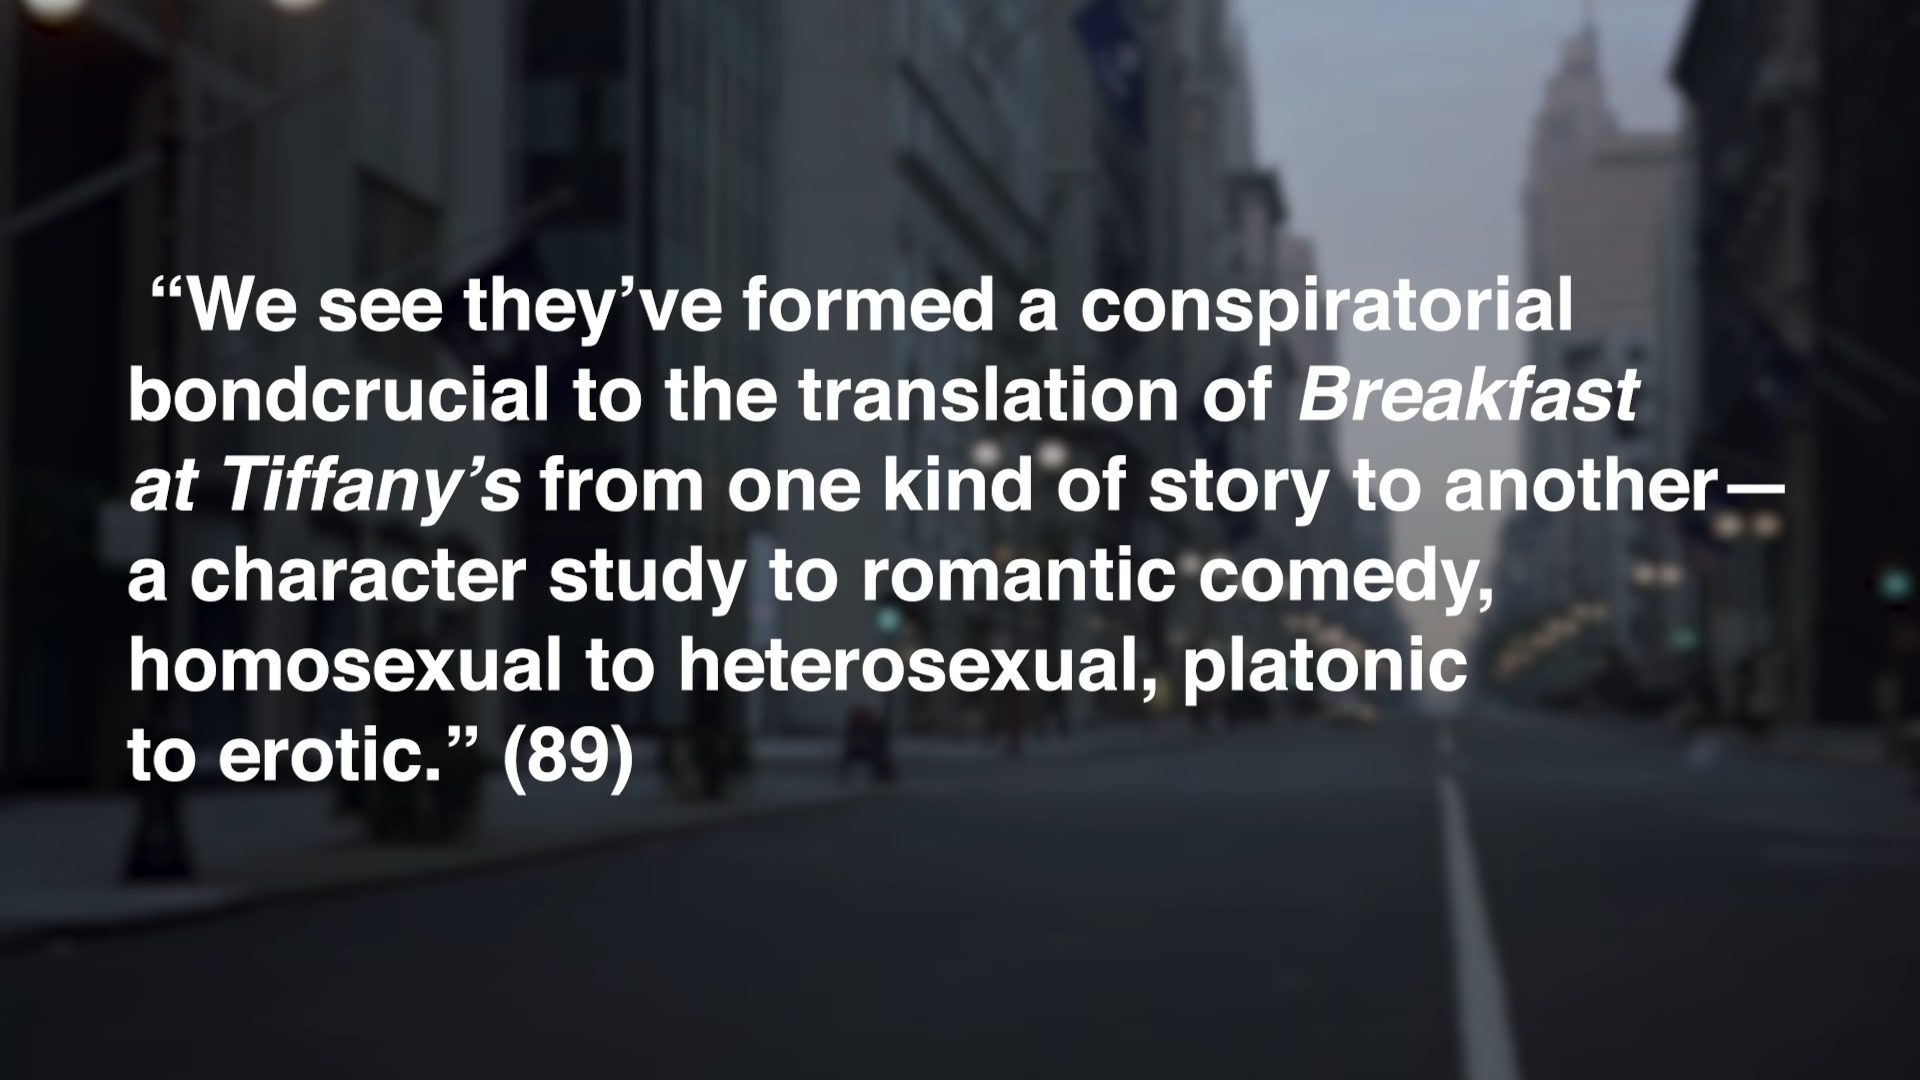 “We see they’ve formed a conspiratorial
bondcrucial to the translation of Breakfast
at Tiffany’s from one kind of story to another—
a character study to romantic comedy,
homosexual to heterosexual, platonic
to erotic.” (89)